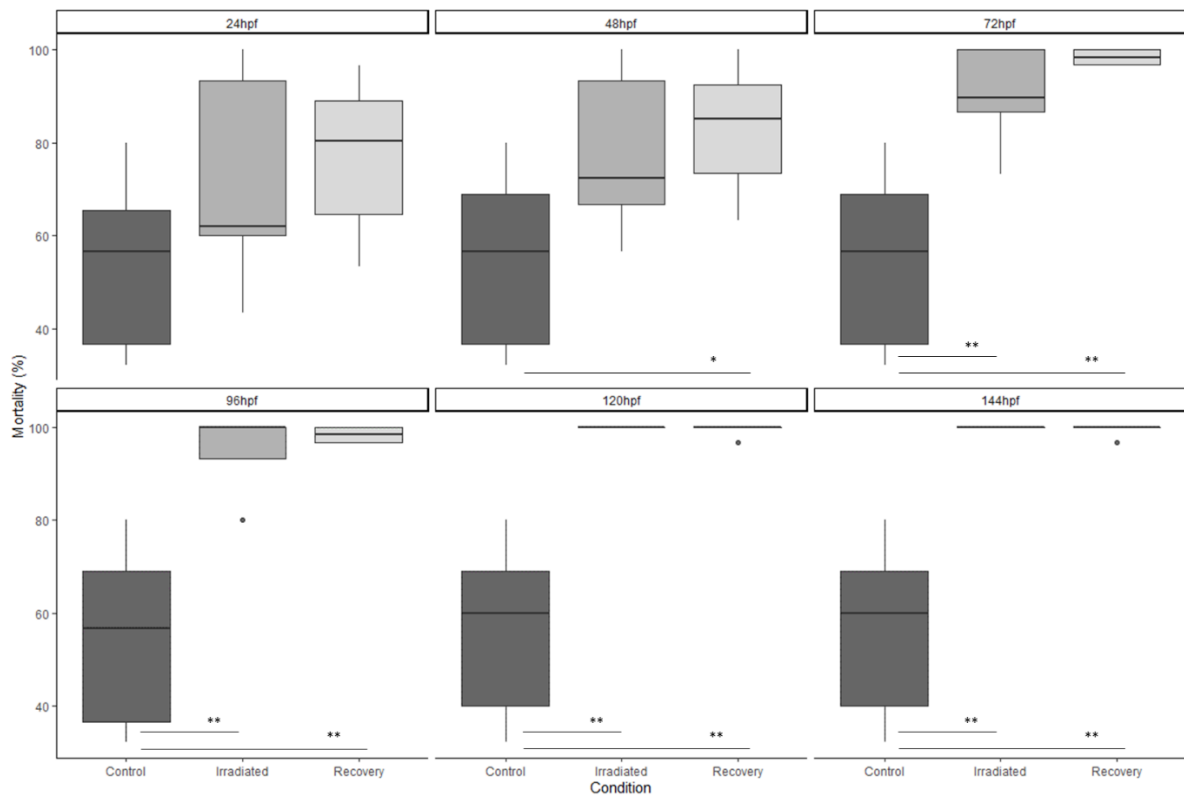 24hpf 48hpf 72hpf
100
80
60
40
*
**
**
Mortality (%)
96hpf 120hpf 144hpf
100
80
60
40
** ** **
** ** **
Control Irradiated Recovery Control Irradiated Recovery Control Irradiated Recovery
Condition